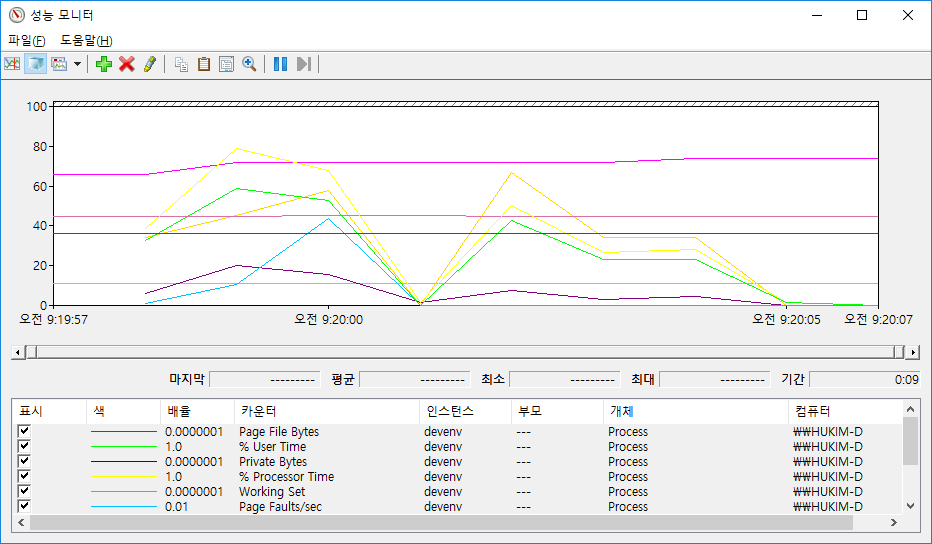 성능 모니터
파일(F) 도움말(H)
100
80
60
40
20
0
오전 9:19:57 오전 9:20:00 오전 9:20:05 오전 9:20:07
마지막 --------- 평균 --------- 최소 --------- 최대 --------- 기간 0:09
표시 색 배율 카운터 인스턴스 부모 개체 컴퓨터
0.0000001 Page File Bytes devenv --- Process ₩₩HUKIM-D
1.0 % User Time devenv --- Process ₩₩HUKIM-D
0.0000001 Private Bytes devenv --- Process ₩₩HUKIM-D
1.0 % Processor Time devenv --- Process ₩₩HUKIM-D
0.0000001 Working Set devenv --- Process ₩₩HUKIM-D
0.01 Page Faults/sec devenv --- Process ₩₩HUKIM-D